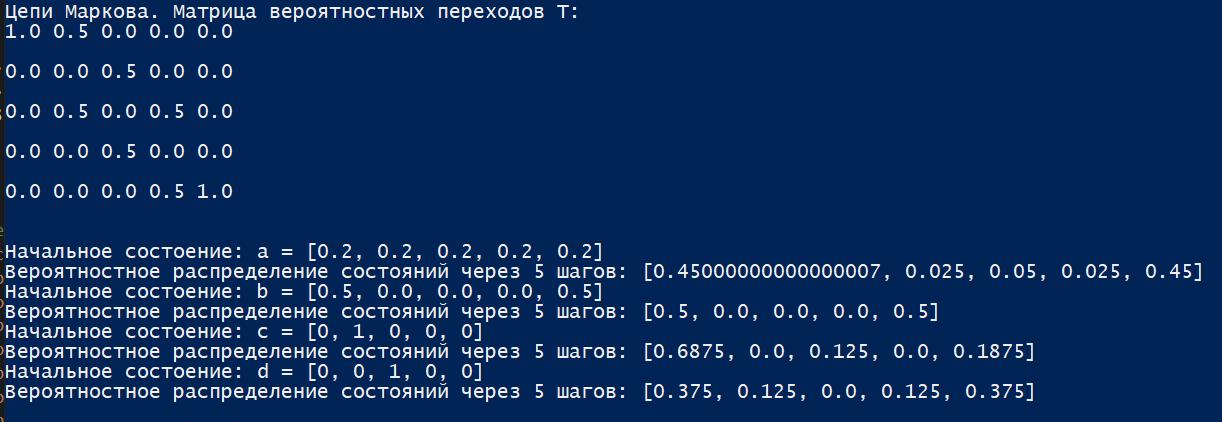 Цепи Маркова. Матрица вероятностных переходов T:
1.0 0.5 0.0 0.0 0.0
0.0 0.0 0.5 0.0 0.0
0.0 0.5 0.0 0.5 0.0
0.0 0.0 0.5 0.0 0.0
0.0 0.0 0.0 0.5 1.0
Начальное состоение: a = [0.2, 0.2, 0.2, 0.2, 0.2]
Вероятностное распределение состояний через 5 шагов: [0.45000000000000007, 0.025, 0.05, 0.025, 0.45]
Начальное состоение: b = [0.5, 0.0, 0.0, 0.0, 0.5]
Вероятностное распределение состояний через 5 шагов: [0.5, 0.0, 0.0, 0.0, 0.5]
Начальное состоение: c = [0, 1, 0, 0, 0]
Вероятностное распределение состояний через 5 шагов: [0.6875, 0.0, 0.125, 0.0, 0.1875]
Начальное состоение: d = [0, 0, 1, 0, 0]
Вероятностное распределение состояний через 5 шагов: [0.375, 0.125, 0.0, 0.125, 0.375]